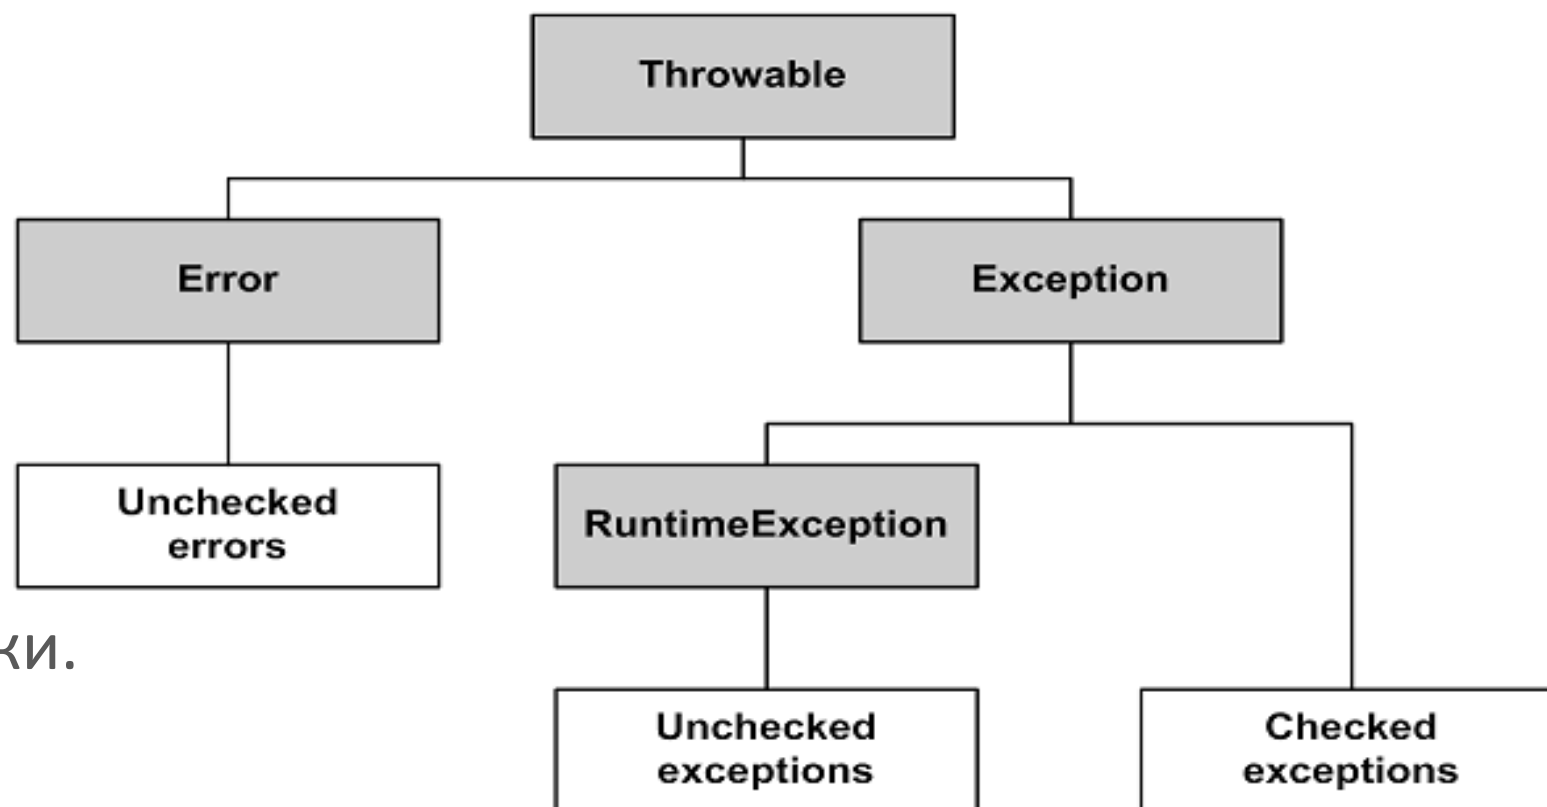 Throwable
Error
Exception
Unchecked
errors
RuntimeException
ки.
Unchecked
exceptions
Checked
exceptions